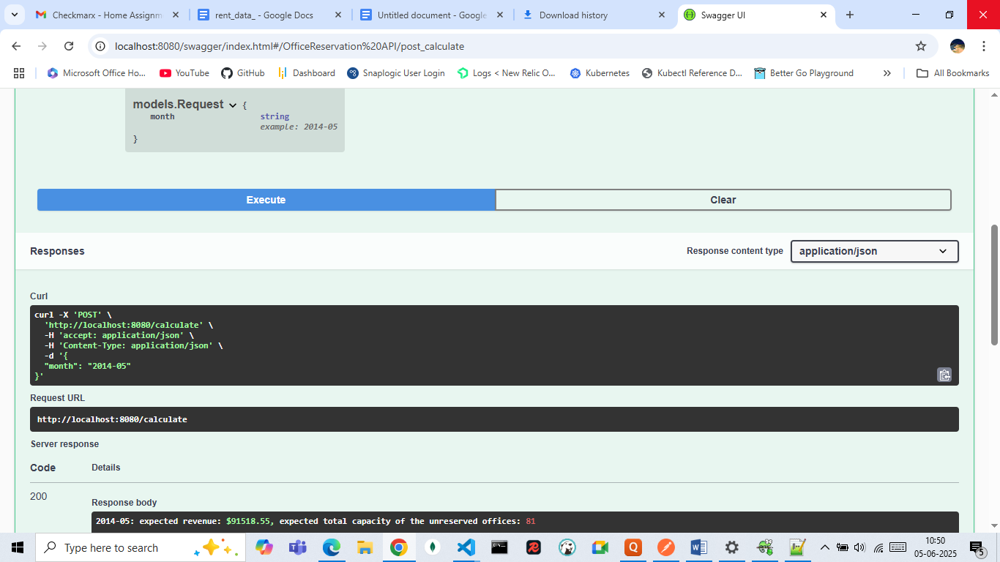 Checkmarx - Home Assignm
rent_data_ - Google Docs
Untitled document - Google
Download history
Swagger UI
localhost:8080/swagger/index.html#/OfficeReservation%20API/post_calculate
Microsoft Office Ho...
YouTube
GitHub
Dashboard
Snaplogic User Login
Logs < New Relic O...
Kubernetes
Kubectl Reference D...
Better Go Playground
»
All Bookmarks
models.Request {
month string
example: 2014-05
}
Execute
Clear
Responses
Response content type
application/json
Curl
curl -X 'POST' \
'http://localhost:8080/calculate' \
-H 'accept: application/json' \
-H 'Content-Type: application/json' \
-d '{
"month": "2014-05"
}'
Request URL
http://localhost:8080/calculate
Server response
Code Details
200
Response body
2014-05: expected revenue: $91518.55, expected total capacity of the unreserved offices: 81
Type here to search
10:50
05-06-2025
5